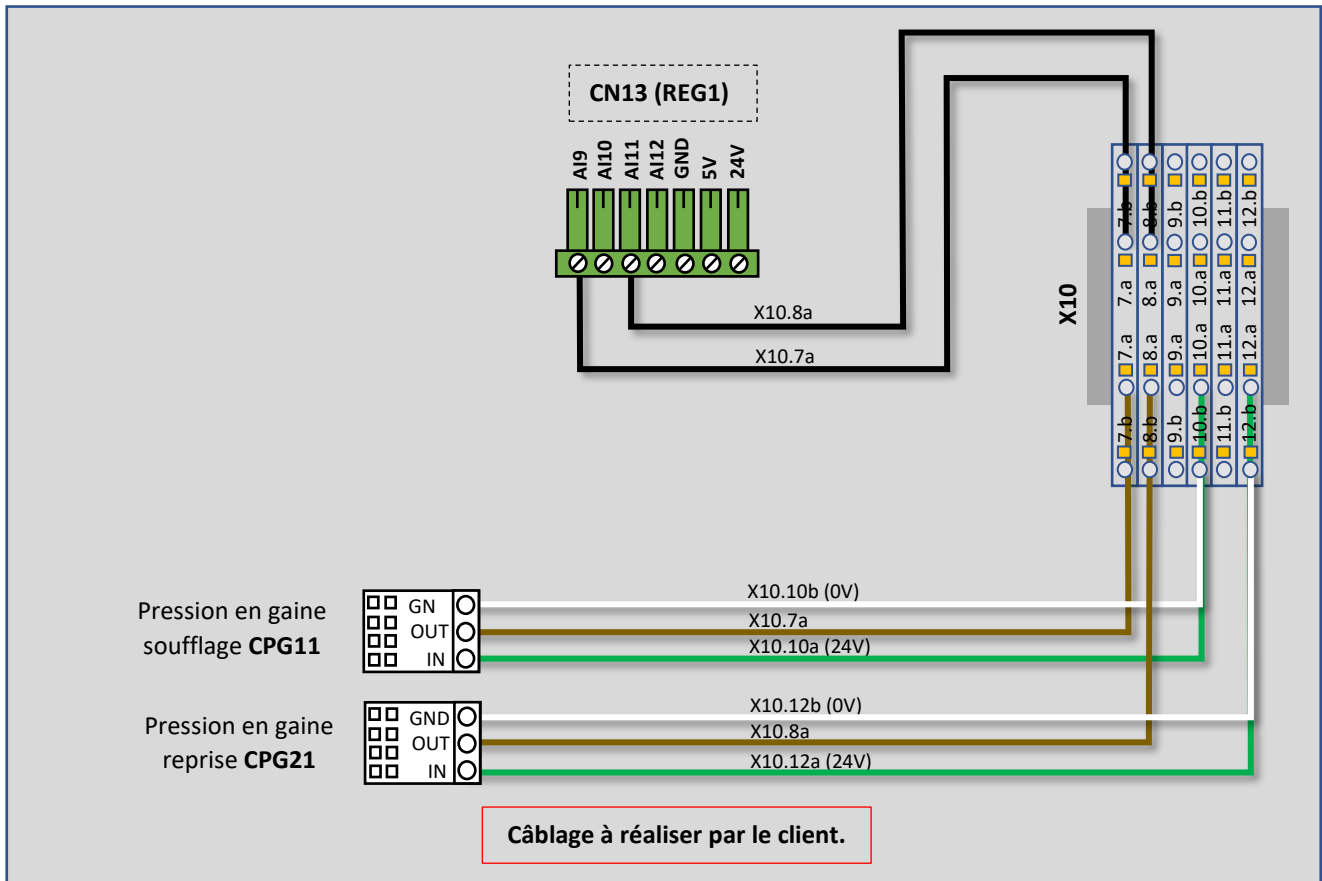 CN13 (REG1)
AI9
AI10
AI11
AI12
GND
5V
24V
X10.8a
X10.7a
X10
7.b
8.b
9.b
10.b
11.b
12.b
7.a
8.a
9.a
10.a
11.a
12.a
7.a
8.a
9.a
10.a
11.a
12.a
7.b
8.b
9.b
10.b
11.b
12.b
Pression en gaine
soufflage CPG11
GN
OUT
IN
X10.10b (0V)
X10.7a
X10.10a (24V)
Pression en gaine
reprise CPG21
GND
OUT
IN
X10.12b (0V)
X10.8a
X10.12a (24V)
Câblage à réaliser par le client.